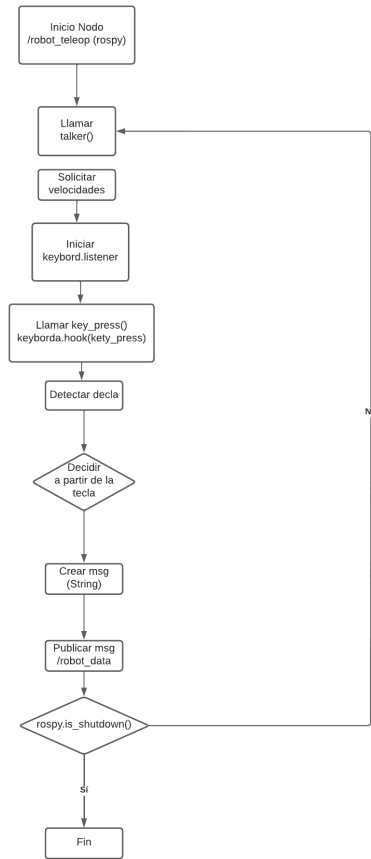 Inicio Nodo
/robot_teleop (rospy)
Llamar
talker()
Solicitar
velocidades
Iniciar
keybord.listener
Llamar key_press()
keyborda.hook(kety_press)
Detectar decla
Decidir
a partir de la
tecla
N
Crear msg
(String)
Publicar msg
/robot_data
rospy.is_shutdown()
Sí
Fin